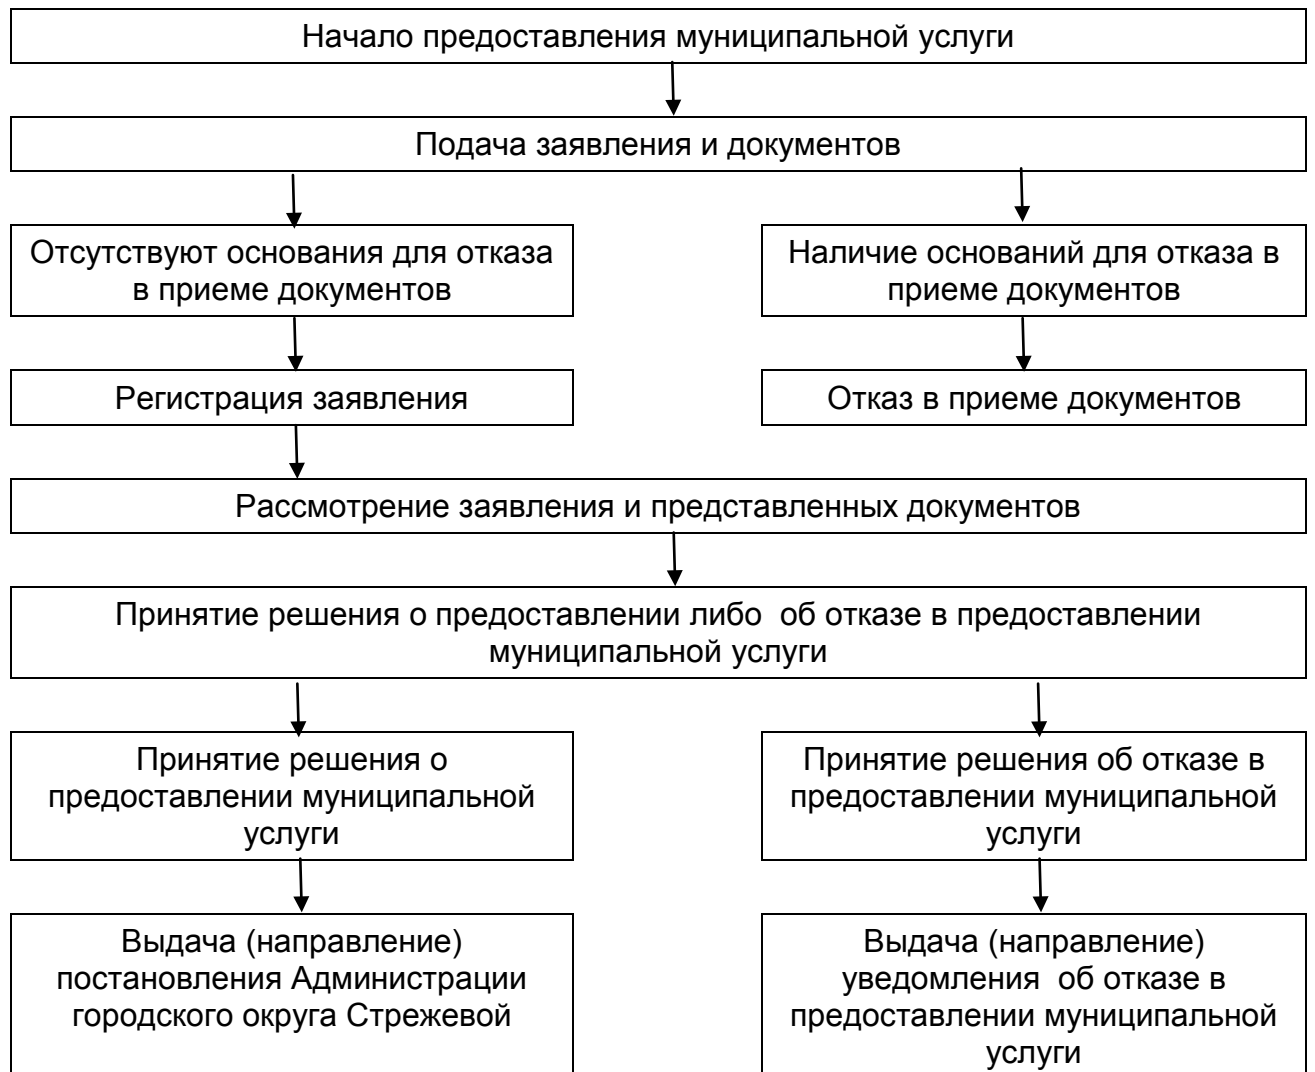 Начало предоставления муниципальной услуги
Подача заявления и документов
Отсутствуют основания для отказа
в приеме документов
Наличие оснований для отказа в
приеме документов
Регистрация заявления
Отказ в приеме документов
Рассмотрение заявления и представленных документов
Принятие решения о предоставлении либо  об отказе в предоставлении
муниципальной услуги
Принятие решения о
предоставлении муниципальной
услуги
Принятие решения об отказе в
предоставлении муниципальной
услуги
Выдача (направление)
постановления Администрации
городского округа Стрежевой
Выдача (направление)
уведомления  об отказе в
предоставлении муниципальной
услуги